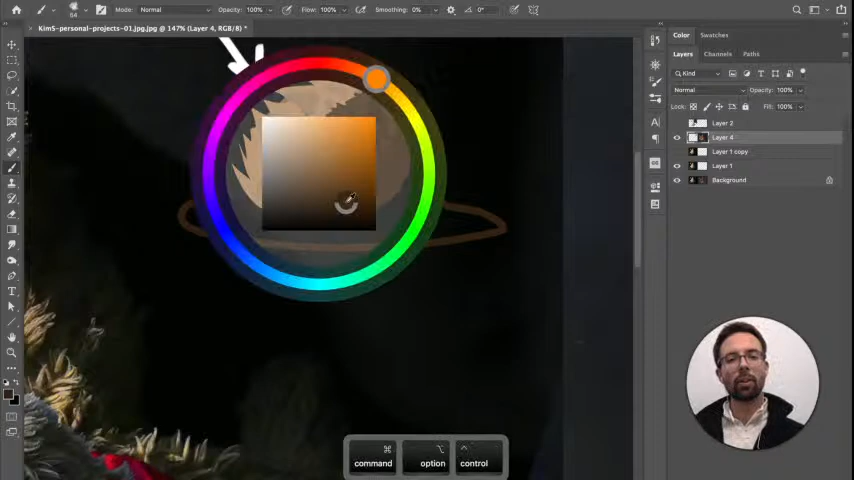 Mode: Normal Opacity: 100% Flow: 100% Smoothing: 0% 0°
64
× KimS-personal-projects-01.jpg.jpg @ 147% (Layer 4, RGB/8) *
Color Swatches
Layers Channels Paths
Kind
Normal Opacity: 100%
Lock: Fill: 100%
Layer 2
Layer 4
Layer 1 copy
Layer 1
Background
⌘ ⌥ ^
command option control